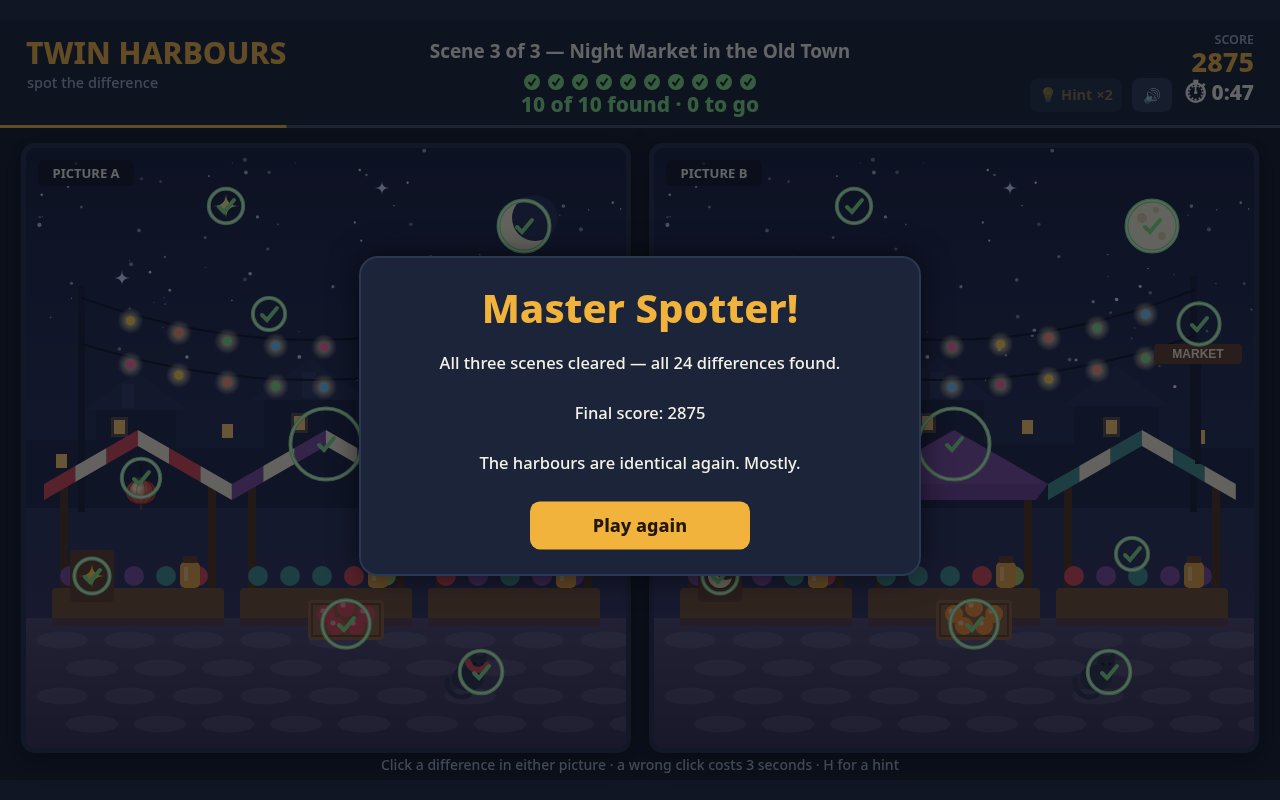 TWIN HARBOURS
spot the difference
Scene 3 of 3 — Night Market in the Old Town
10 of 10 found · 0 to go
SCORE
2875
Hint ×2
0:47
PICTURE A
PICTURE B
MARKET
Master Spotter!
All three scenes cleared — all 24 differences found.
Final score: 2875
The harbours are identical again. Mostly.
Play again
Click a difference in either picture · a wrong click costs 3 seconds · H for a hint